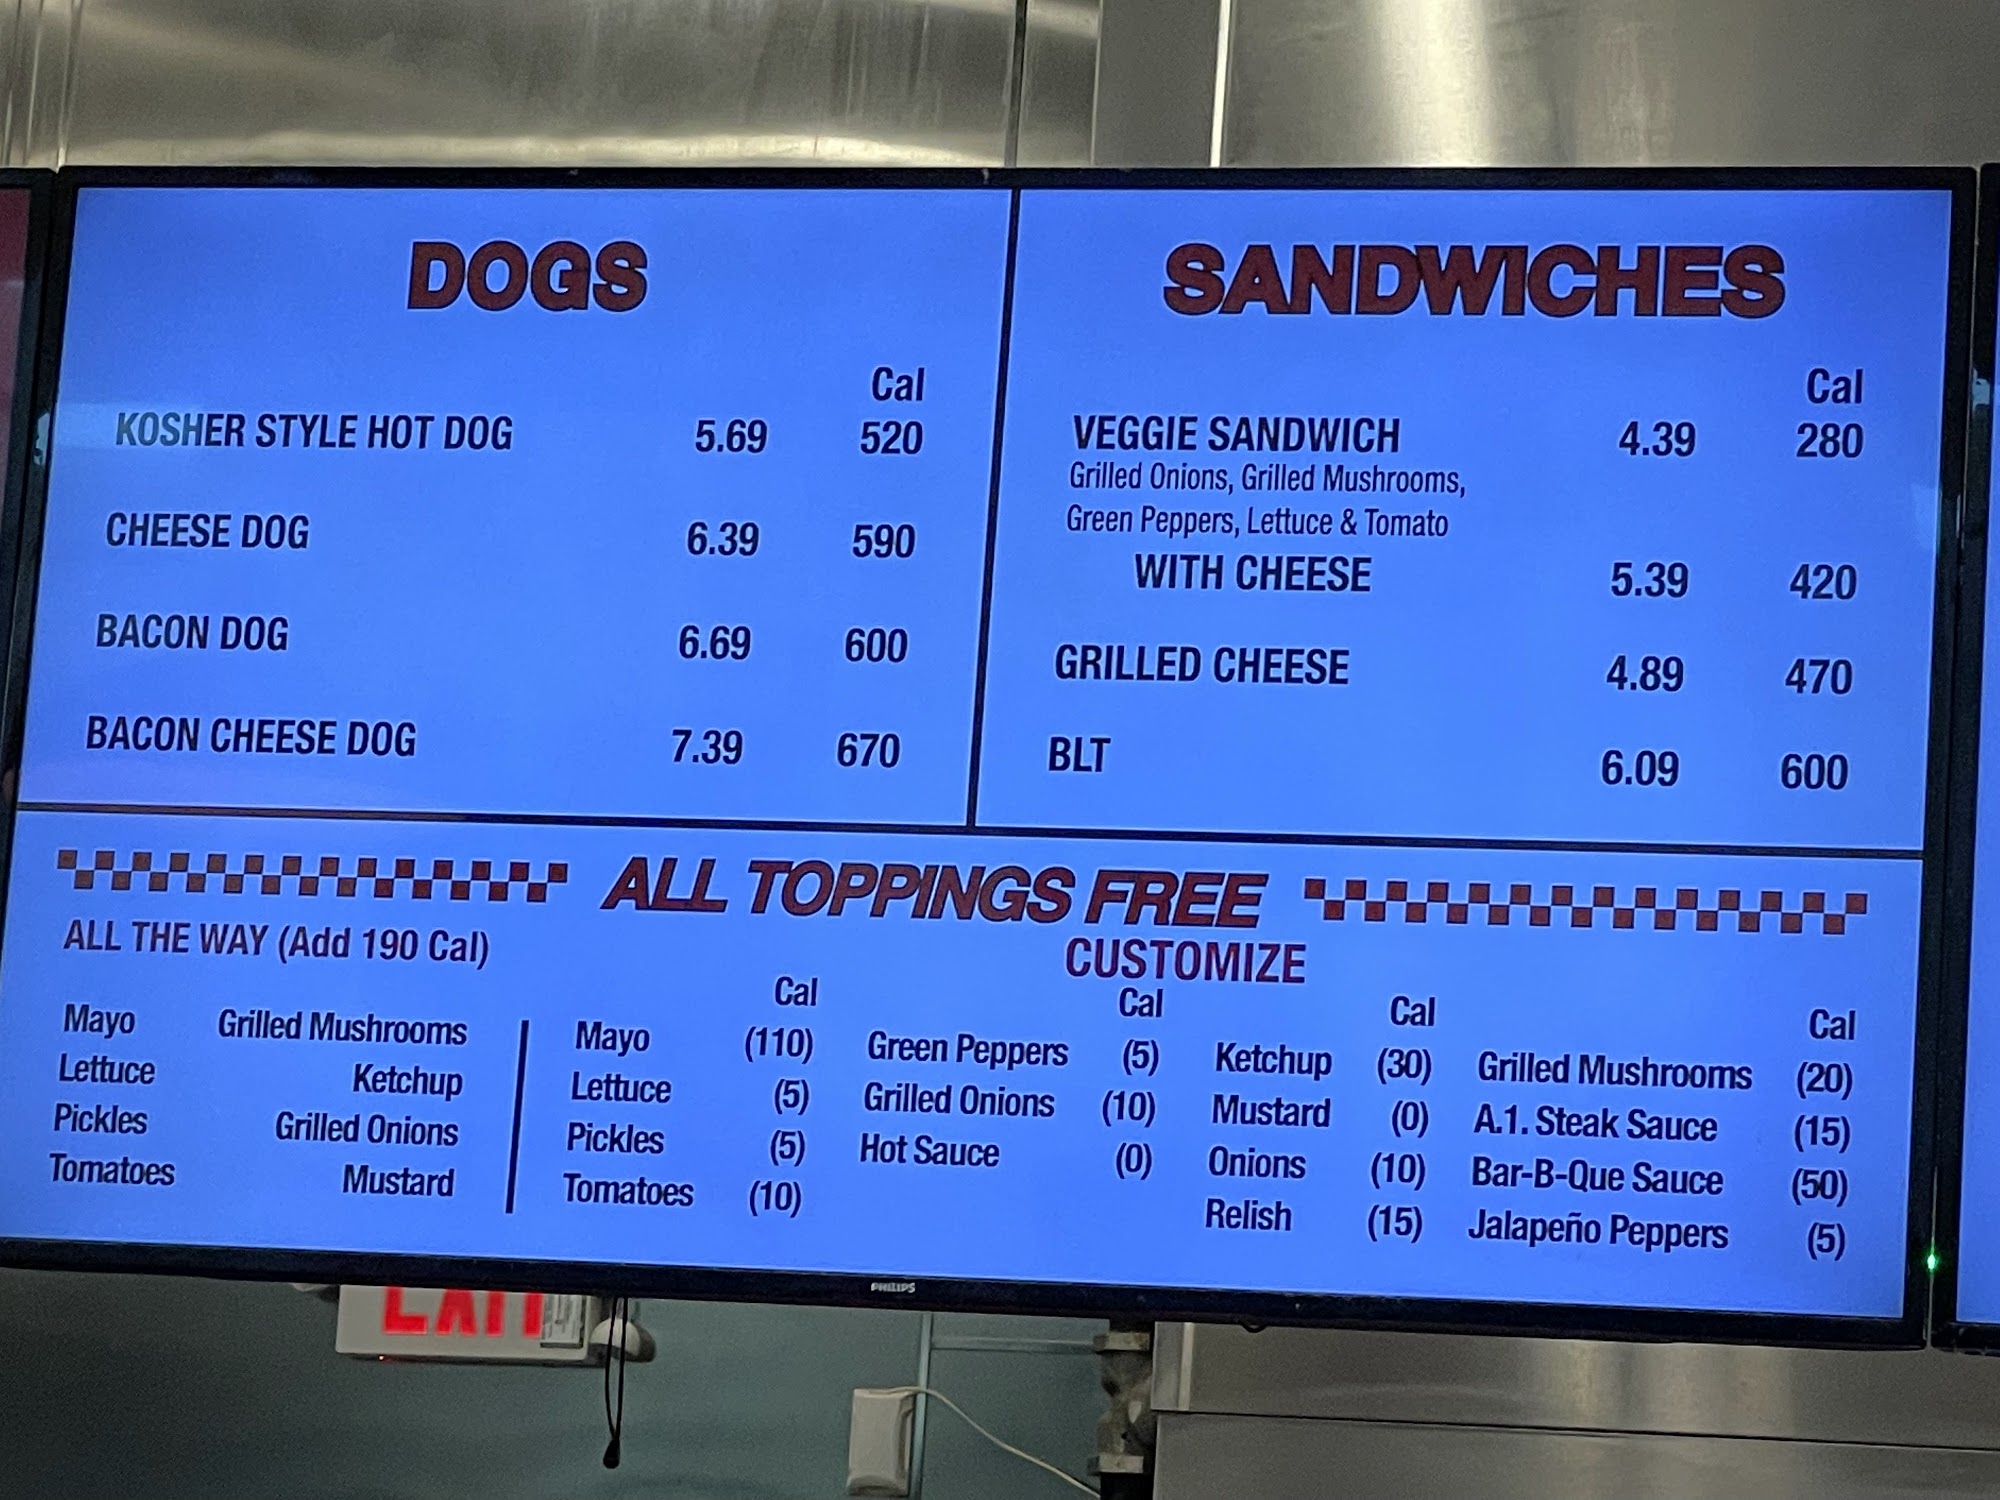 DOGS
Cal
KOSHER STYLE HOT DOG 5.69 520
CHEESE DOG 6.39 590
BACON DOG 6.69 600
BACON CHEESE DOG 7.39 670
SANDWICHES
Cal
VEGGIE SANDWICH 4.39 280
Grilled Onions, Grilled Mushrooms,
Green Peppers, Lettuce & Tomato
WITH CHEESE 5.39 420
GRILLED CHEESE 4.89 470
BLT 6.09 600
ALL TOPPINGS FREE
ALL THE WAY (Add 190 Cal)
Mayo Grilled Mushrooms
Lettuce Ketchup
Pickles Grilled Onions
Tomatoes Mustard
CUSTOMIZE
Cal Cal Cal Cal
Mayo (110) Green Peppers (5) Ketchup (30) Grilled Mushrooms (20)
Lettuce (5) Grilled Onions (10) Mustard (0) A.1. Steak Sauce (15)
Pickles (5) Hot Sauce (0) Onions (10) Bar-B-Que Sauce (50)
Tomatoes (10) Relish (15) Jalapeño Peppers (5)
PHILIPS
EXIT